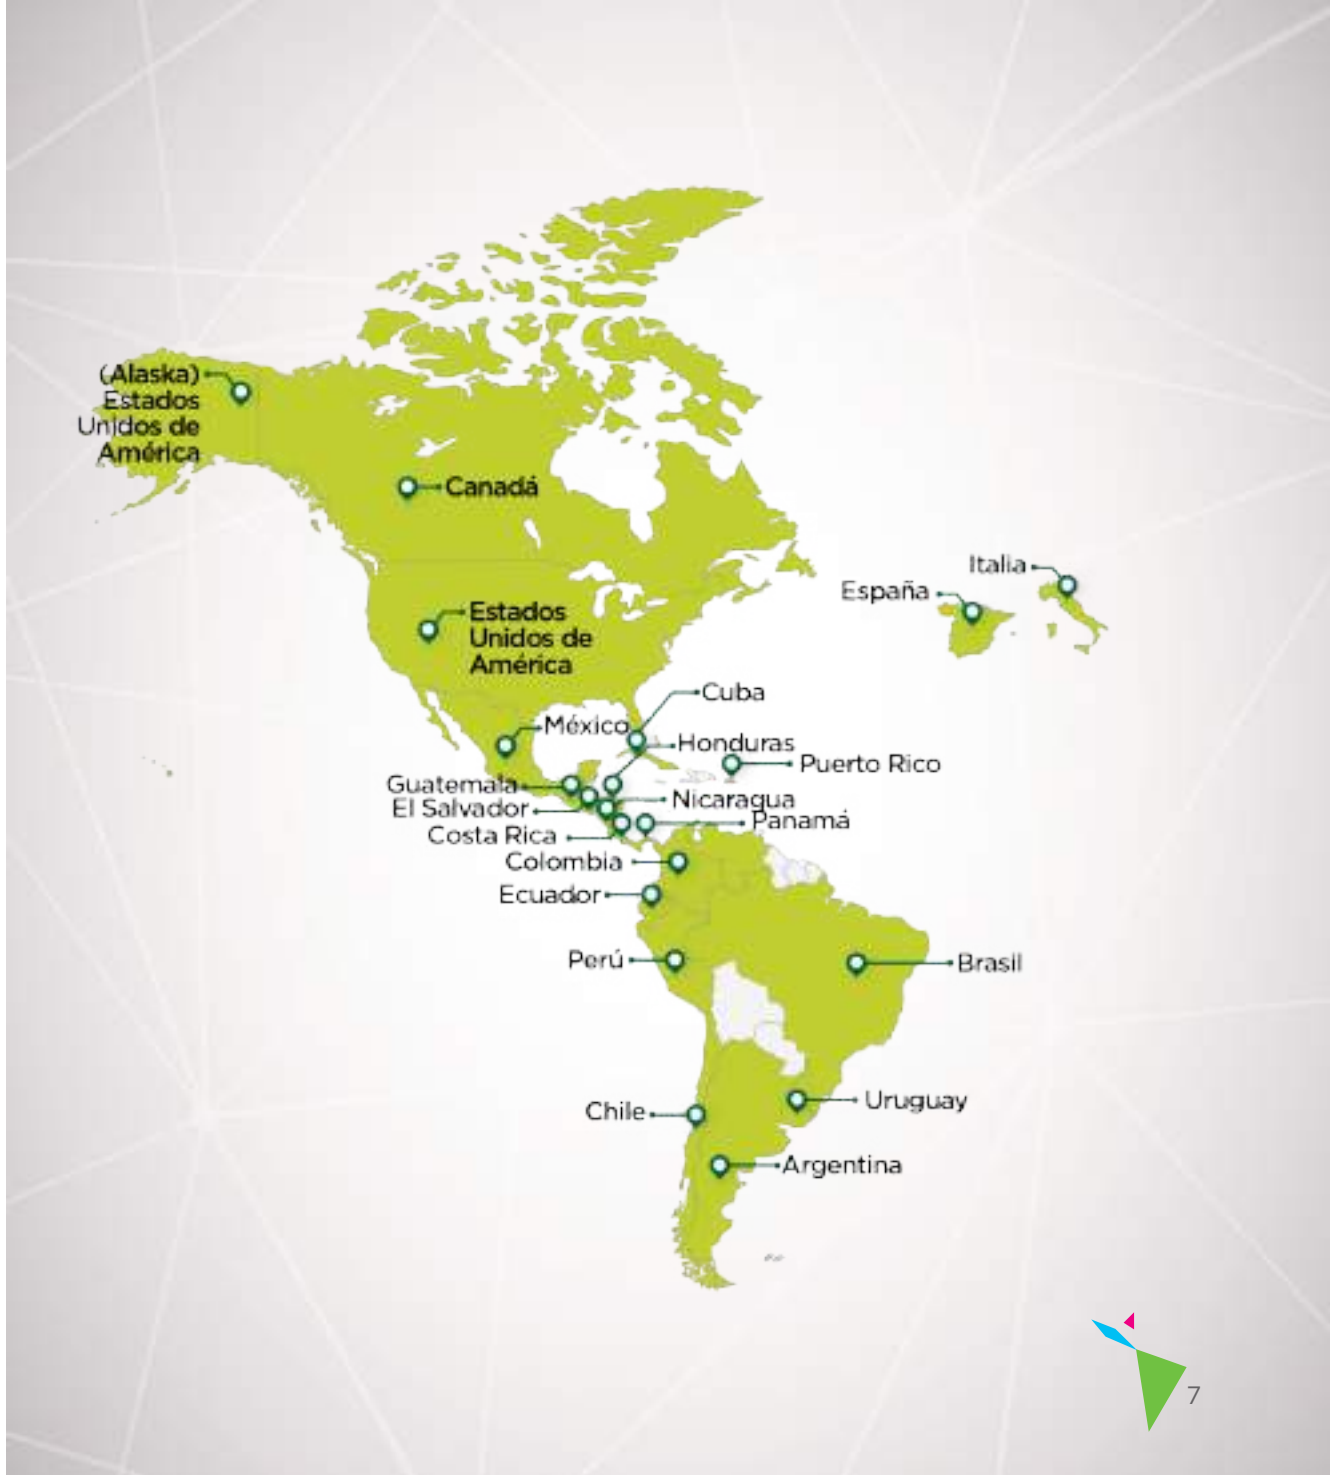 (Alaska)
Estados
Unidos de
América
Canadá
Italia
España
Estados
Unidos de
América
Cuba
México
Honduras
Puerto Rico
Guatemala
El Salvador
Nicaragua
Costa Rica
Panamá
Colombia
Ecuador
Perú
Brasil
Chile
Uruguay
Argentina
7